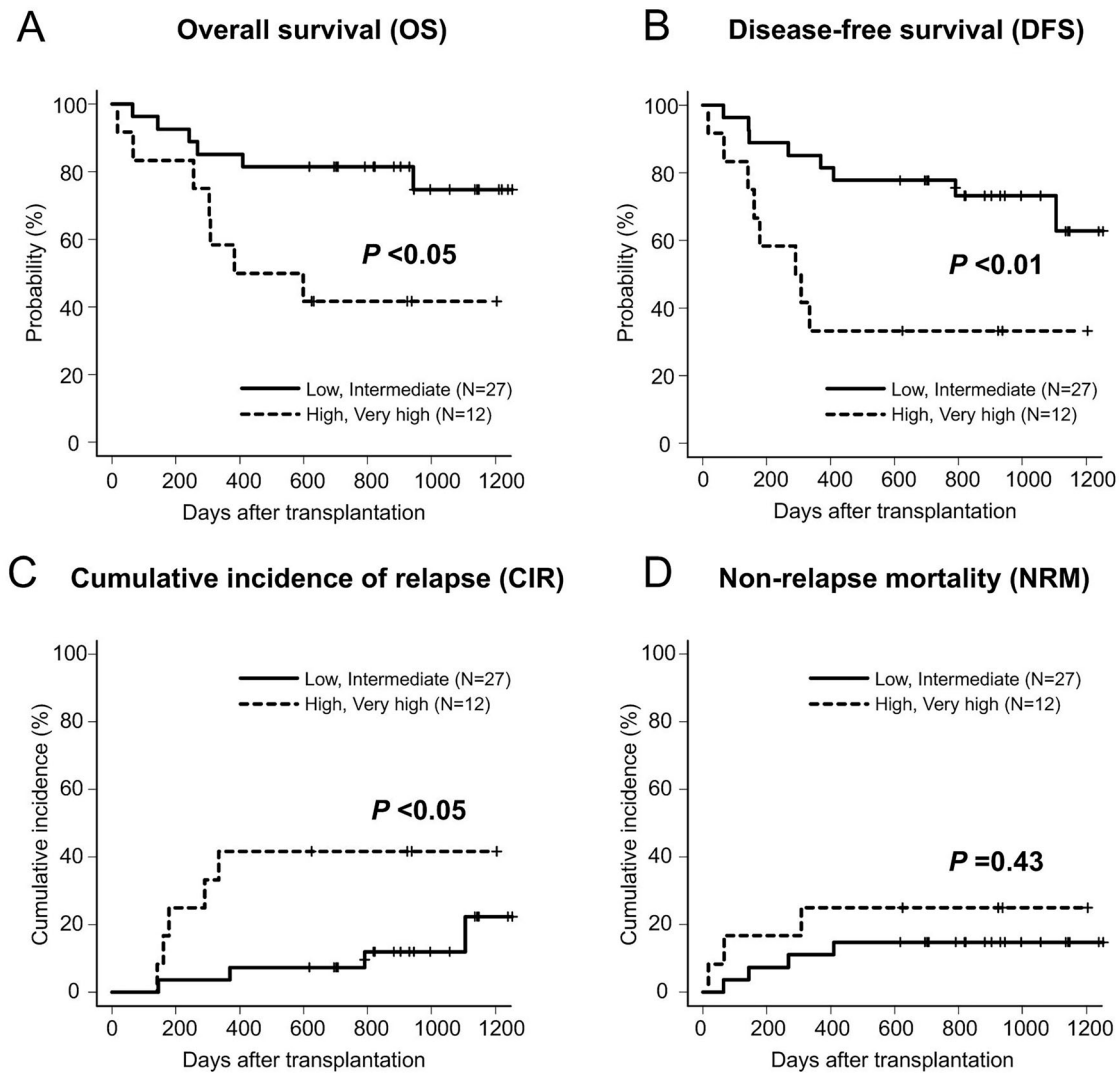 A Overall survival (OS)
100
80
60
40
20
0
Probability (%)
P <0.05
Low, Intermediate (N=27)
High, Very high (N=12)
0 200 400 600 800 1000 1200
Days after transplantation
B Disease-free survival (DFS)
100
80
60
40
20
0
Probability (%)
P <0.01
Low, Intermediate (N=27)
High, Very high (N=12)
0 200 400 600 800 1000 1200
Days after transplantation
C Cumulative incidence of relapse (CIR)
100
80
60
40
20
0
Cumulative incidence (%)
Low, Intermediate (N=27)
High, Very high (N=12)
P <0.05
0 200 400 600 800 1000 1200
Days after transplantation
D Non-relapse mortality (NRM)
100
80
60
40
20
0
Cumulative incidence (%)
Low, Intermediate (N=27)
High, Very high (N=12)
P =0.43
0 200 400 600 800 1000 1200
Days after transplantation